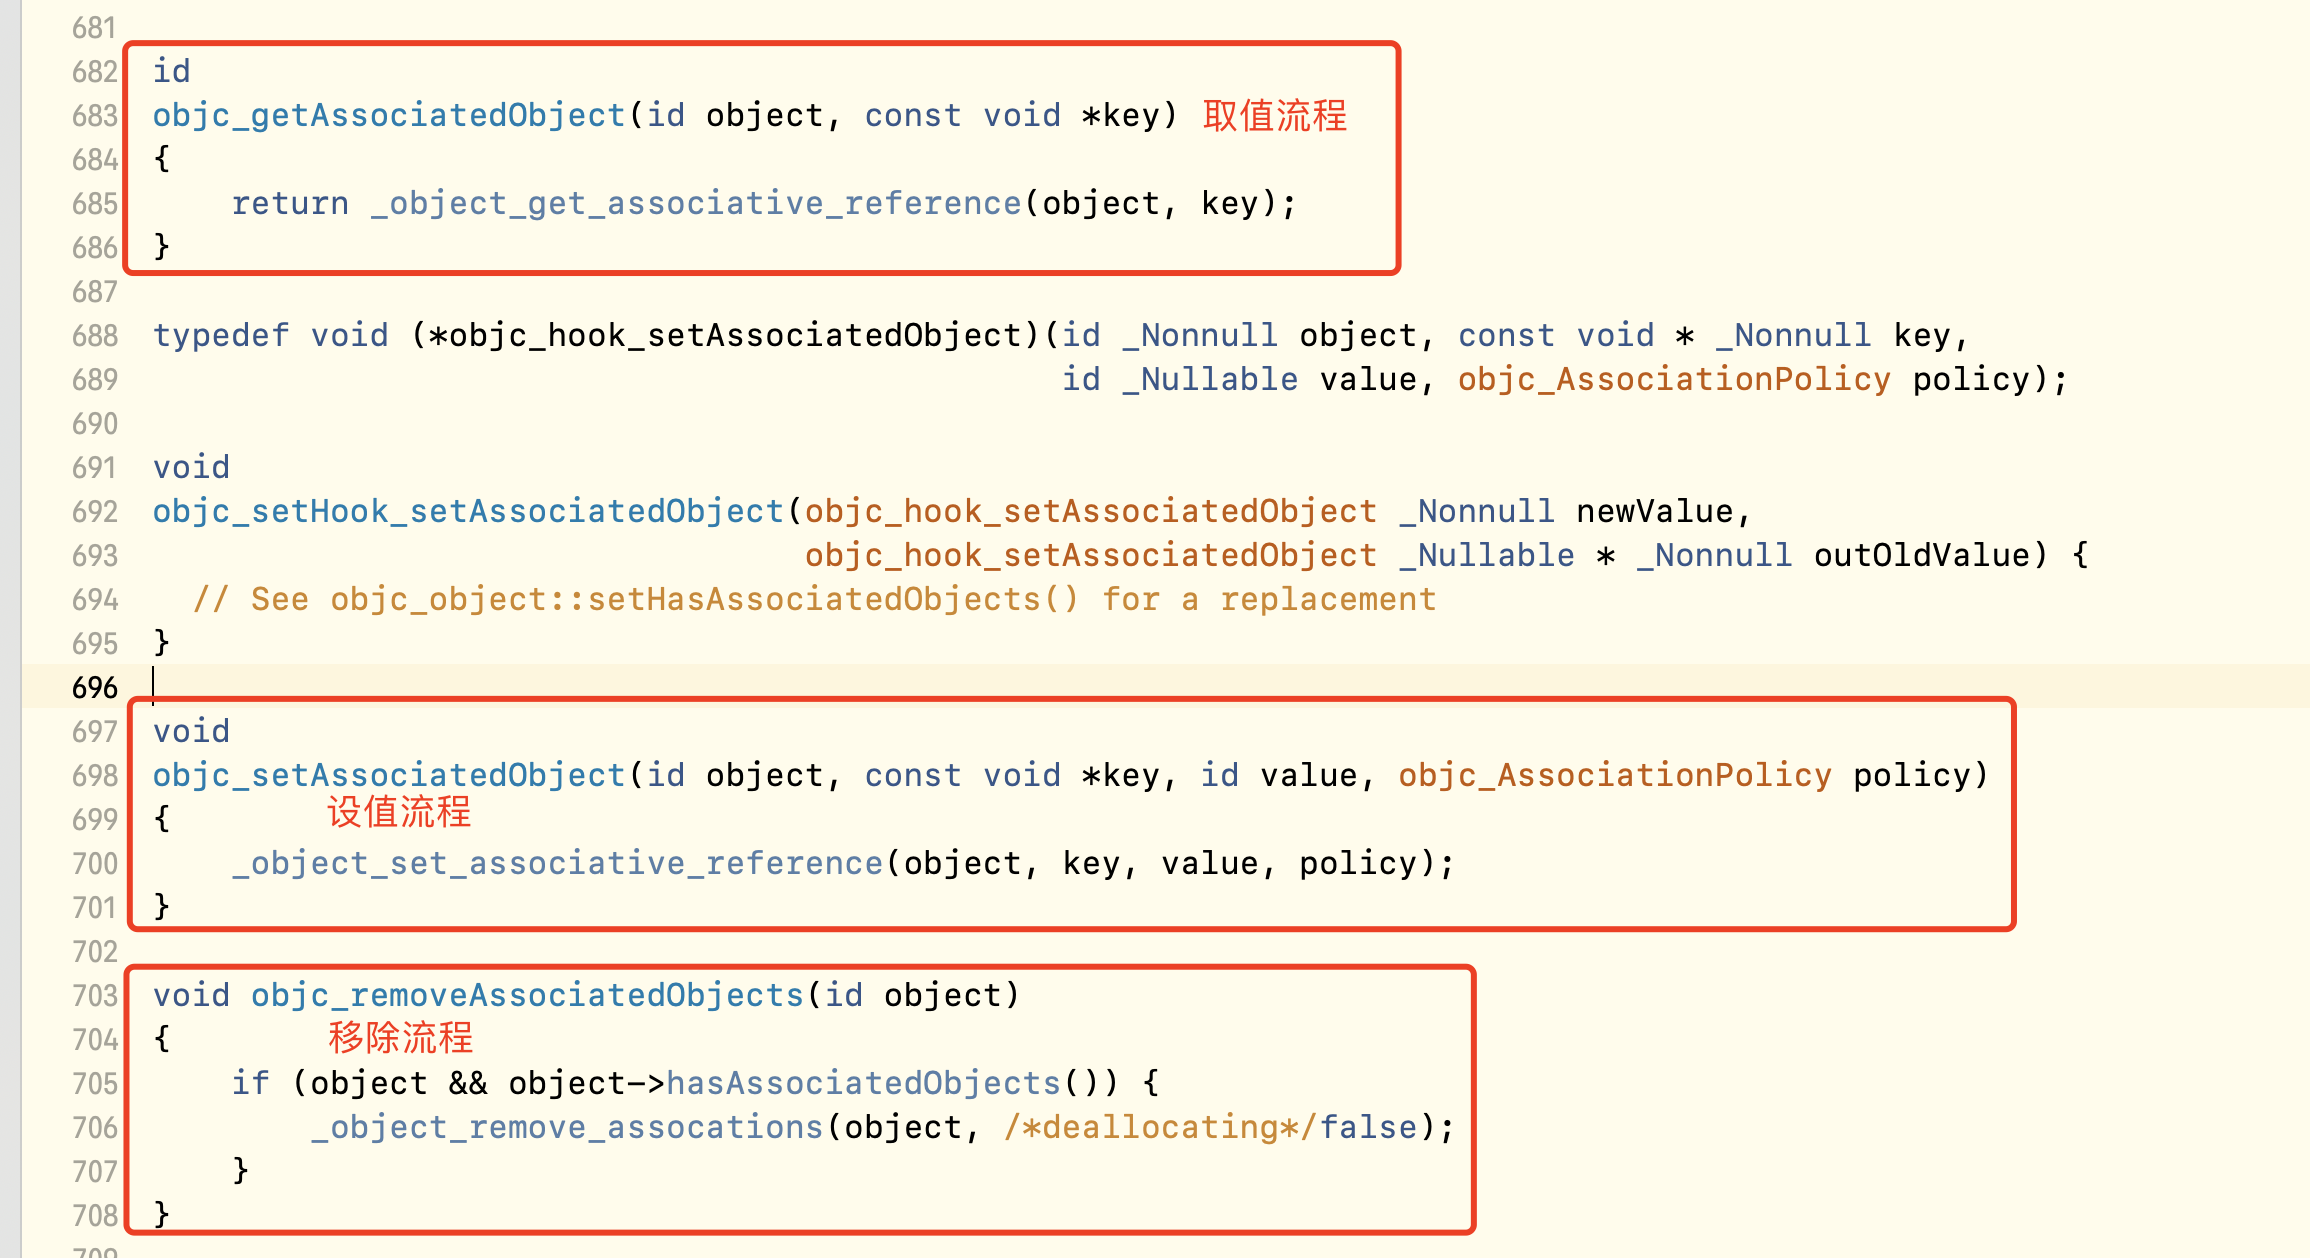 681
682 id
683 objc_getAssociatedObject(id object, const void *key) 取值流程
684 {
685     return _object_get_associative_reference(object, key);
686 }
687
688 typedef void (*objc_hook_setAssociatedObject)(id _Nonnull object, const void * _Nonnull key,
689                                               id _Nullable value, objc_AssociationPolicy policy);
690
691 void
692 objc_setHook_setAssociatedObject(objc_hook_setAssociatedObject _Nonnull newValue,
693                                  objc_hook_setAssociatedObject _Nullable * _Nonnull outOldValue) {
694   // See objc_object::setHasAssociatedObjects() for a replacement
695 }
696
697 void
698 objc_setAssociatedObject(id object, const void *key, id value, objc_AssociationPolicy policy)
699 { 设值流程
700     _object_set_associative_reference(object, key, value, policy);
701 }
702
703 void objc_removeAssociatedObjects(id object)
704 { 移除流程
705     if (object && object->hasAssociatedObjects()) {
706         _object_remove_assocations(object, /*deallocating*/false);
707     }
708 }
709